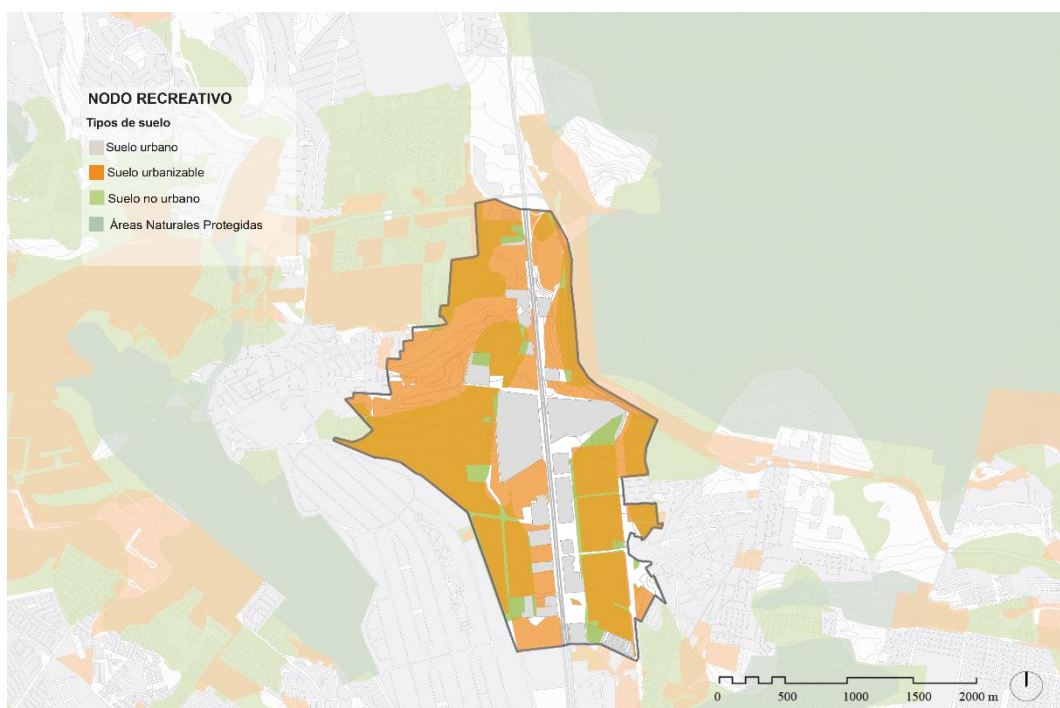 NODO RECREATIVO
Tipos de suelo
Suelo urbano
Suelo urbanizable
Suelo no urbano
Áreas Naturales Protegidas
0 500 1000 1500 2000 m